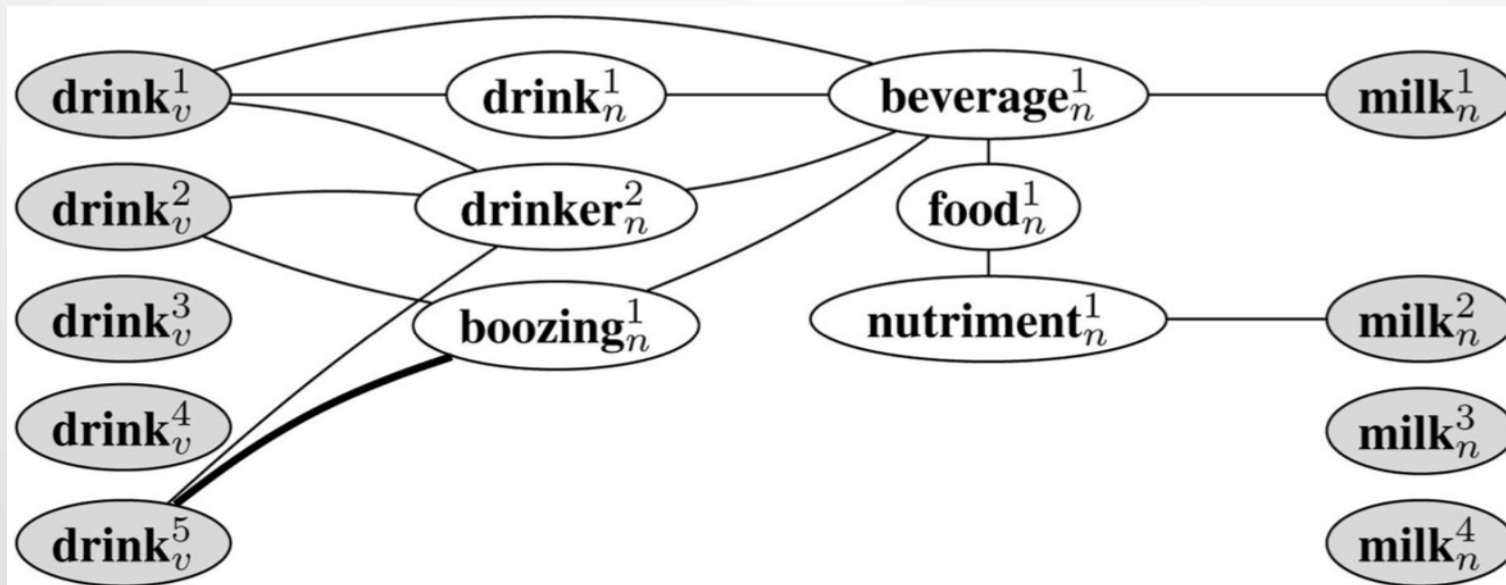 drink¹ᵥ drink¹ₙ beverage¹ₙ milk¹ₙ
drink²ᵥ drinker²ₙ food¹ₙ
drink³ᵥ boozing¹ₙ nutriment¹ₙ milk²ₙ
drink⁴ᵥ milk³ₙ
drink⁵ᵥ milk⁴ₙ